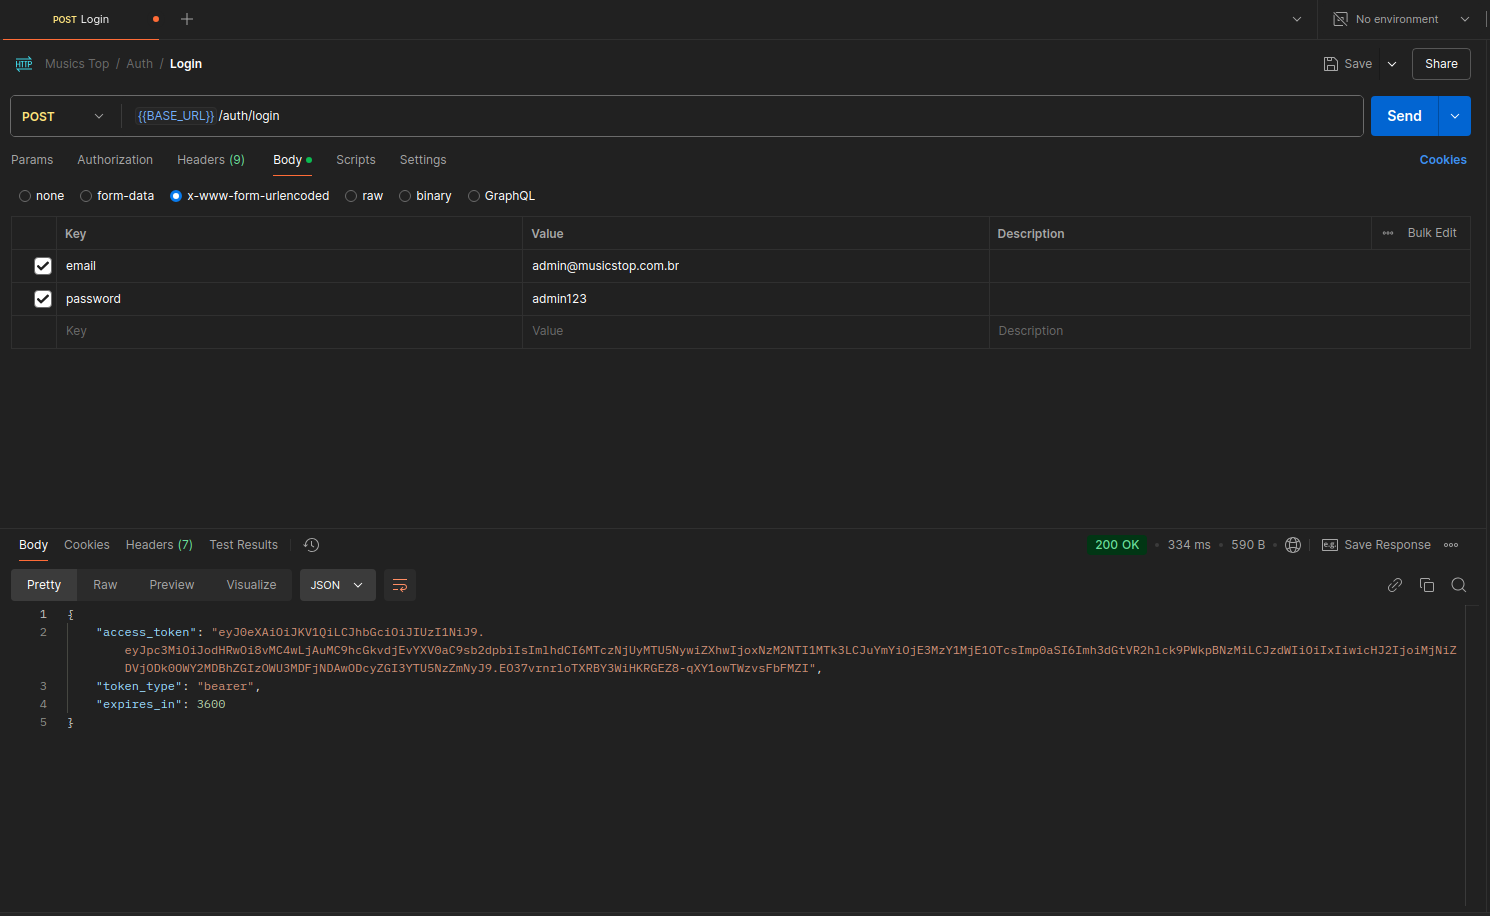 POST Login
No environment
HTTP Musics Top / Auth / Login
Save Share
POST {{BASE_URL}} /auth/login Send
Params Authorization Headers (9) Body Scripts Settings Cookies
none form-data x-www-form-urlencoded raw binary GraphQL
Key Value Description Bulk Edit
email admin@musicstop.com.br
password admin123
Key Value Description
Body Cookies Headers (7) Test Results 200 OK 334 ms 590 B e.g. Save Response
Pretty Raw Preview Visualize JSON
1 {
2 "access_token": "eyJ0eXAiOiJKV1QiLCJhbGciOiJIUzI1NiJ9.
eyJpc3MiOiJodHRwOi8vMC4wLjAuMC9hcGkvdjEvYXV0aC9sb2dpbiIsImlhdCI6MTczNjUyMTU5NywiZXhwIjoxNzM2NTI1MTk3LCJuYmYiOjE3MzY1MjE1OTcsImp0aSI6Imh3dGtVR2hlck9PWkpBNzMiLCJzdWIiOiIxIiwicHJ2IjoiMjNiZ
DVjODk0OWY2MDBhZGIzOWU3MDFjNDAwODcyZGI3YTU5NzZmNyJ9.EO37vrnrloTXRBY3WiHKRGEZ8-qXY1owTWzvsFbFMZI",
3 "token_type": "bearer",
4 "expires_in": 3600
5 }